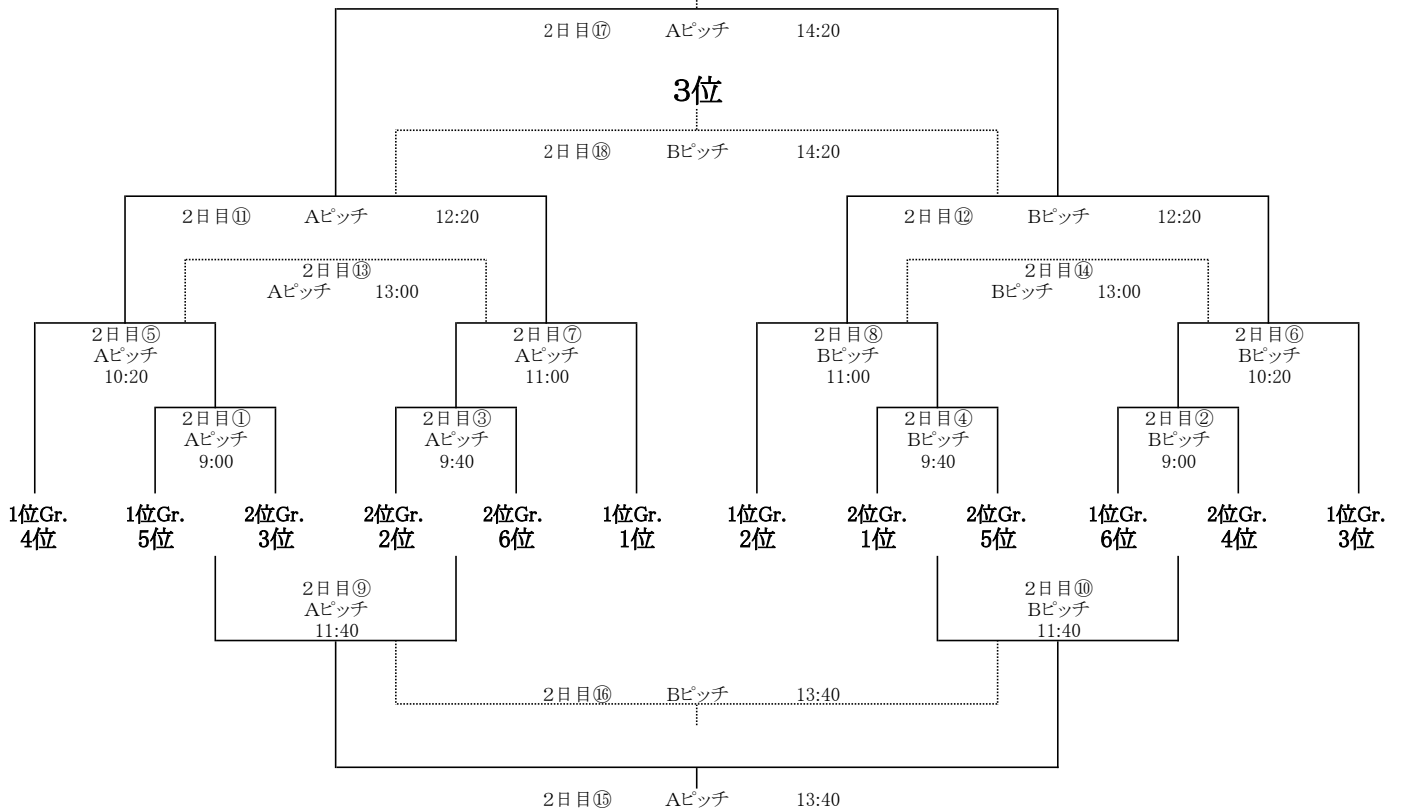 2日目⑰ Aピッチ 14:20
3位
2日目⑱ Bピッチ 14:20
2日目⑪ Aピッチ 12:20
2日目⑫ Bピッチ 12:20
2日目⑬
Aピッチ 13:00
2日目⑭
Bピッチ 13:00
2日目⑤
Aピッチ
10:20
2日目⑦
Aピッチ
11:00
2日目⑧
Bピッチ
11:00
2日目⑥
Bピッチ
10:20
2日目①
Aピッチ
9:00
2日目③
Aピッチ
9:40
2日目④
Bピッチ
9:40
2日目②
Bピッチ
9:00
1位Gr.
4位
1位Gr.
5位
2位Gr.
3位
2位Gr.
2位
2位Gr.
6位
1位Gr.
1位
1位Gr.
2位
2位Gr.
1位
2位Gr.
5位
1位Gr.
6位
2位Gr.
4位
1位Gr.
3位
2日目⑨
Aピッチ
11:40
2日目⑩
Bピッチ
11:40
2日目⑯ Bピッチ 13:40
2日目⑮ Aピッチ 13:40